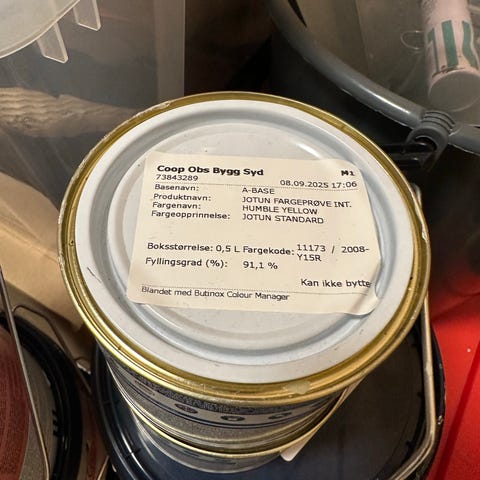 Coop Obs Bygg Syd M1
73843289 08.09.2025 17:06
Basenavn: A-BASE
Produktnavn: JOTUN FARGEPRØVE INT.
Fargenavn: HUMBLE YELLOW
Fargeopprinnelse: JOTUN STANDARD
Boksstørrelse: 0,5 L Fargekode: 11173 / 2008-
Y15R
Fyllingsgrad (%): 91,1 %
Kan ikke bytte
Blandet med Butinox Colour Manager